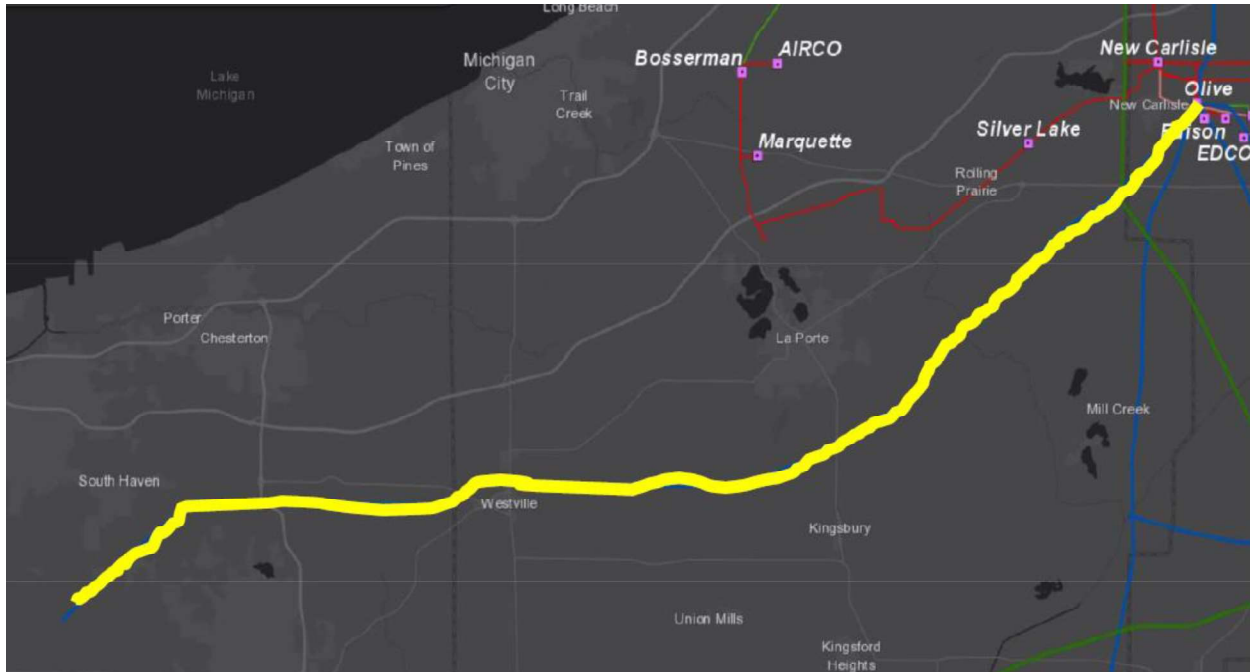 Long Beach
Lake
Michigan
Michigan
City
Bosserman
AIRCO
New Carlisle
Trail
Creek
Olive
New Carlisle
Town of
Pines
Marquette
Silver Lake
EDCO
Rolling
Prairie
Porter
Chesterton
La Porte
Mill Creek
South Haven
Westville
Kingsbury
Union Mills
Kingsford
Heights